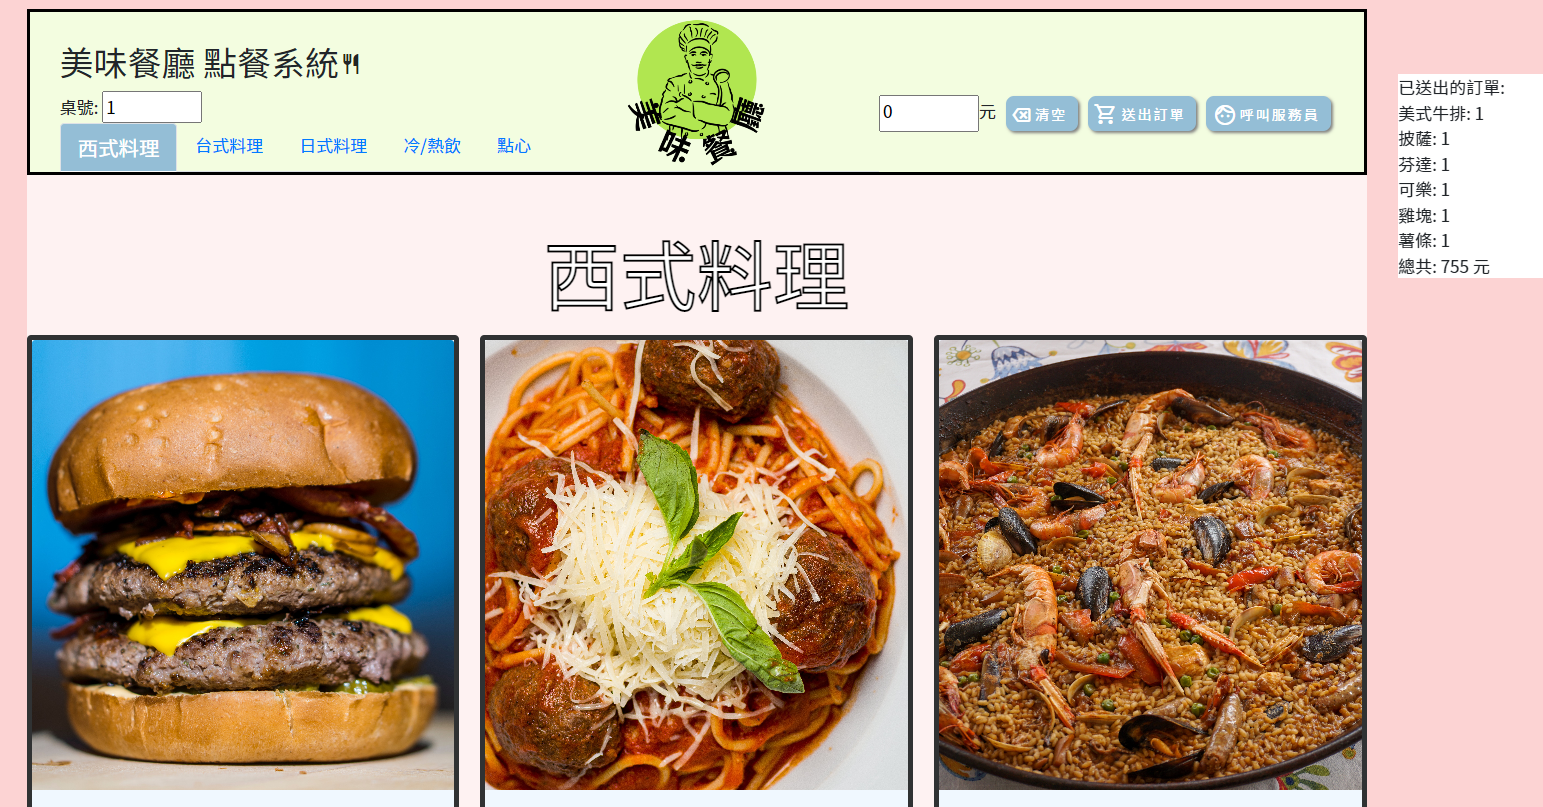 美味餐廳 點餐系統
桌號: 1
西式料理
台式料理
日式料理
冷/熱飲
點心
美味餐廳
0 元
清空
送出訂單
呼叫服務員
已送出的訂單:
美式牛排: 1
披薩: 1
芬達: 1
可樂: 1
雞塊: 1
薯條: 1
總共: 755 元
西式料理